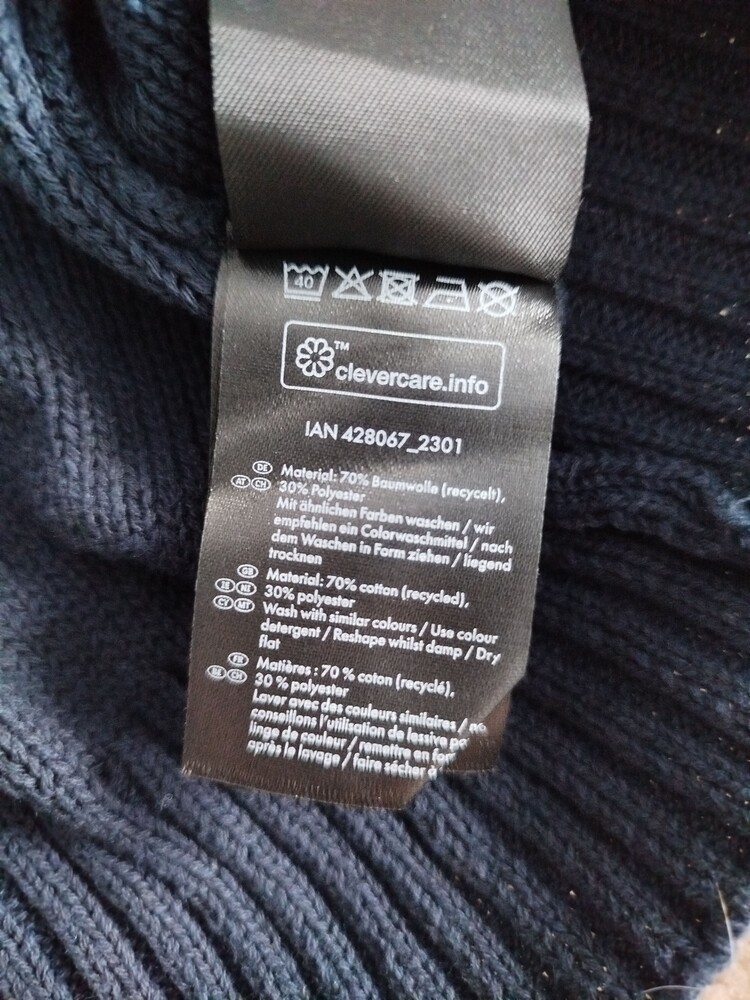 40
TM
clevercare.info
IAN 428067_2301
DE Material: 70% Baumwolle (recycelt),
AT CH 30% Polyester
Mit ähnlichen Farben waschen / wir
empfehlen ein Colorwaschmittel / nach
dem Waschen in Form ziehen / liegend
trocknen
GB Material: 70% cotton (recycled),
IE NI 30% polyester
CY MT Wash with similar colours / Use colour
detergent / Reshape whilst damp / Dry
flat
FR Matières : 70 % coton (recyclé),
BE CH 30 % polyester
Laver avec des couleurs similaires /
conseillons l'utilisation de lessive
linge de couleur / remettre en
après le lavage / faire sécher à